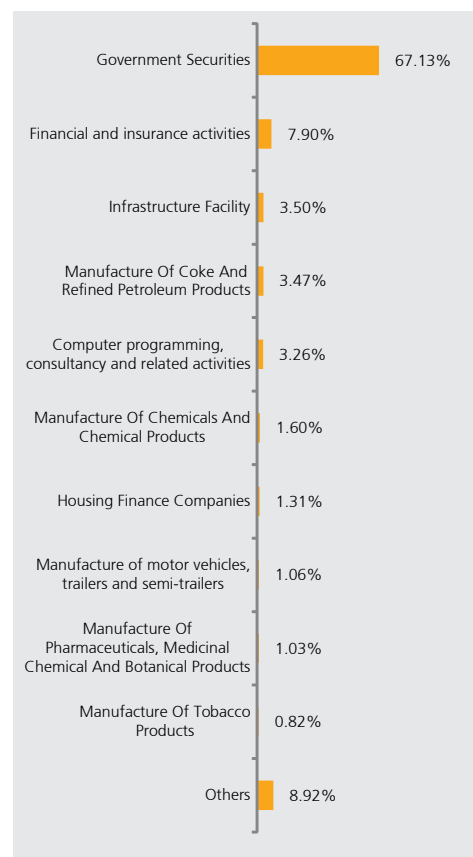 Government Securities 67.13%
Financial and insurance activities 7.90%
Infrastructure Facility 3.50%
Manufacture Of Coke And
Refined Petroleum Products 3.47%
Computer programming,
consultancy and related activities 3.26%
Manufacture Of Chemicals And
Chemical Products 1.60%
Housing Finance Companies 1.31%
Manufacture of motor vehicles,
trailers and semi-trailers 1.06%
Manufacture Of
Pharmaceuticals, Medicinal 1.03%
Chemical And Botanical Products
Manufacture Of Tobacco
Products 0.82%
Others 8.92%